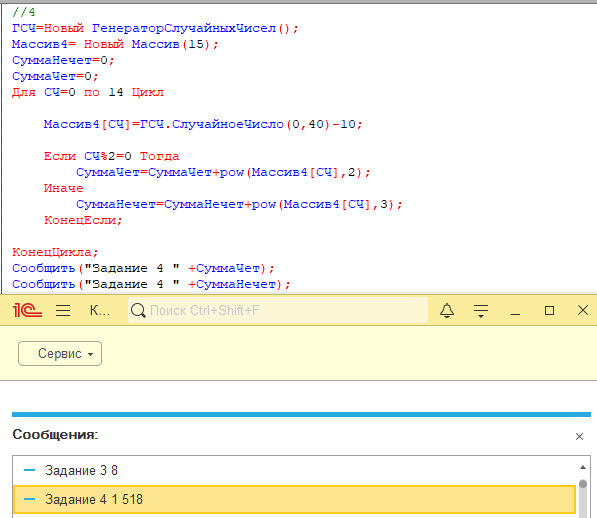 //4
ГСЧ=Новый ГенераторСлучайныхЧисел();
Массив4= Новый Массив(15);
СуммаНечет=0;
СуммаЧет=0;
Для СЧ=0 по 14 Цикл
Массив4[СЧ]=ГСЧ.СлучайноеЧисло(0,40)-10;
Если СЧ%2=0 Тогда
СуммаЧет=СуммаЧет+pow(Массив4[СЧ],2);
Иначе
СуммаНечет=СуммаНечет+pow(Массив4[СЧ],3);
КонецЕсли;
КонецЦикла;
Сообщить("Задание 4 " +СуммаЧет);
Сообщить("Задание 4 " +СуммаНечет);
1С К... Поиск Ctrl+Shift+F
Сервис
Сообщения:
Задание 3 8
Задание 4 1 518